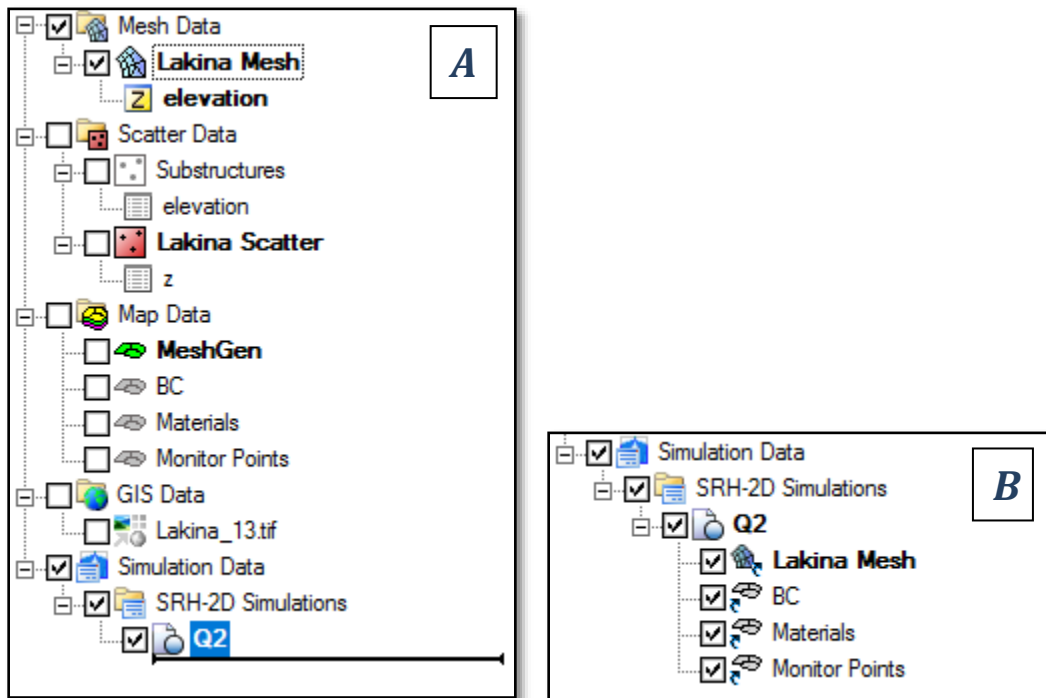 Mesh Data
Lakina Mesh
elevation
Scatter Data
Substructures
elevation
Lakina Scatter
z
Map Data
MeshGen
BC
Materials
Monitor Points
GIS Data
Lakina_13.tif
Simulation Data
SRH-2D Simulations
Q2
A
Simulation Data
SRH-2D Simulations
Q2
Lakina Mesh
BC
Materials
Monitor Points
B